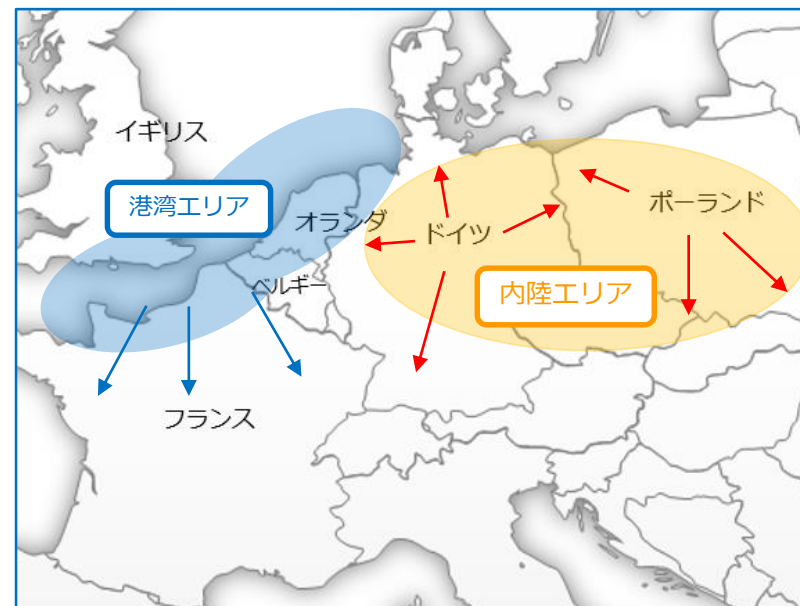 イギリス
港湾エリア
オランダ
ドイツ
ポーランド
ベルギー
内陸エリア
フランス